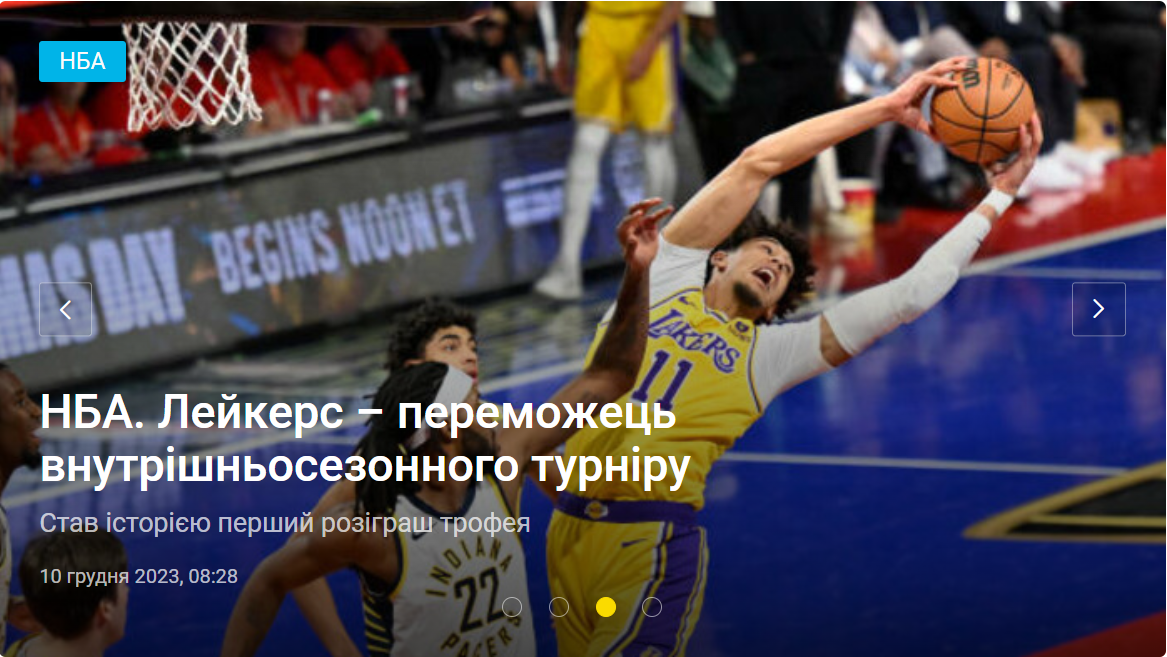 НБА
MAS DAY BEGINS NOON ET
LAKERS
11
НБА. Лейкерс – переможець
внутрішньосезонного турніру
Став історією перший розіграш трофея
INDIANA
22
PACERS
10 грудня 2023, 08:28